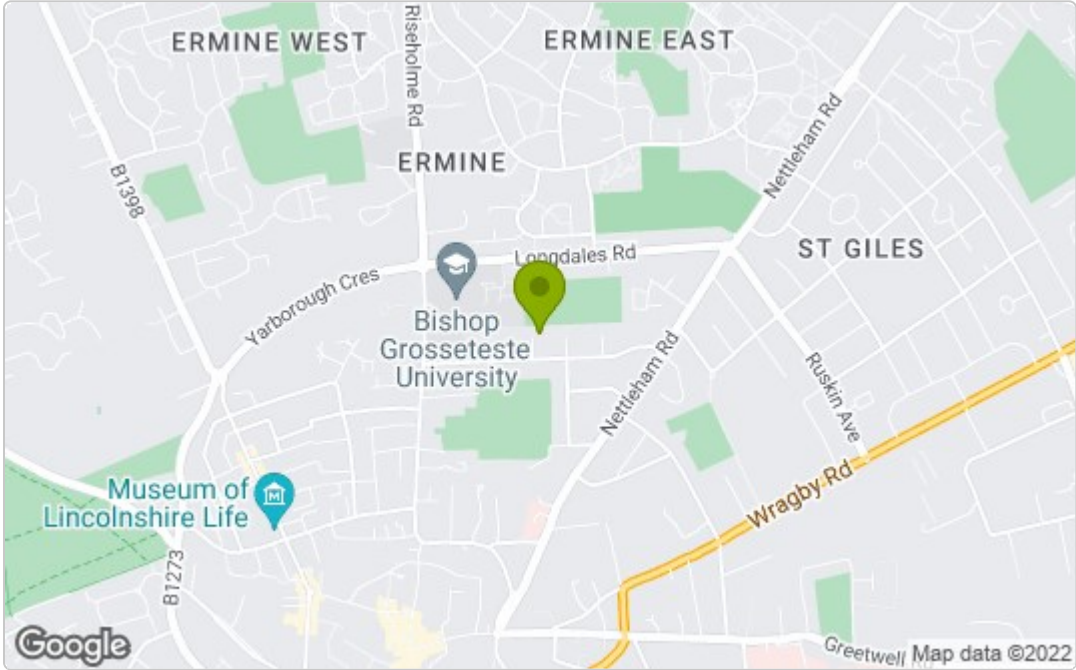 ERMINE WEST
ERMINE EAST
Riseholme Rd
Nettleham Rd
B1398
ERMINE
Longdales Rd
ST GILES
Yarborough Cres
Bishop
Grosseteste
University
Nettleham Rd
Ruskin Ave
Museum of
Lincolnshire Life
M
Wragby Rd
B1273
Greetwell
Google
Map data ©2022